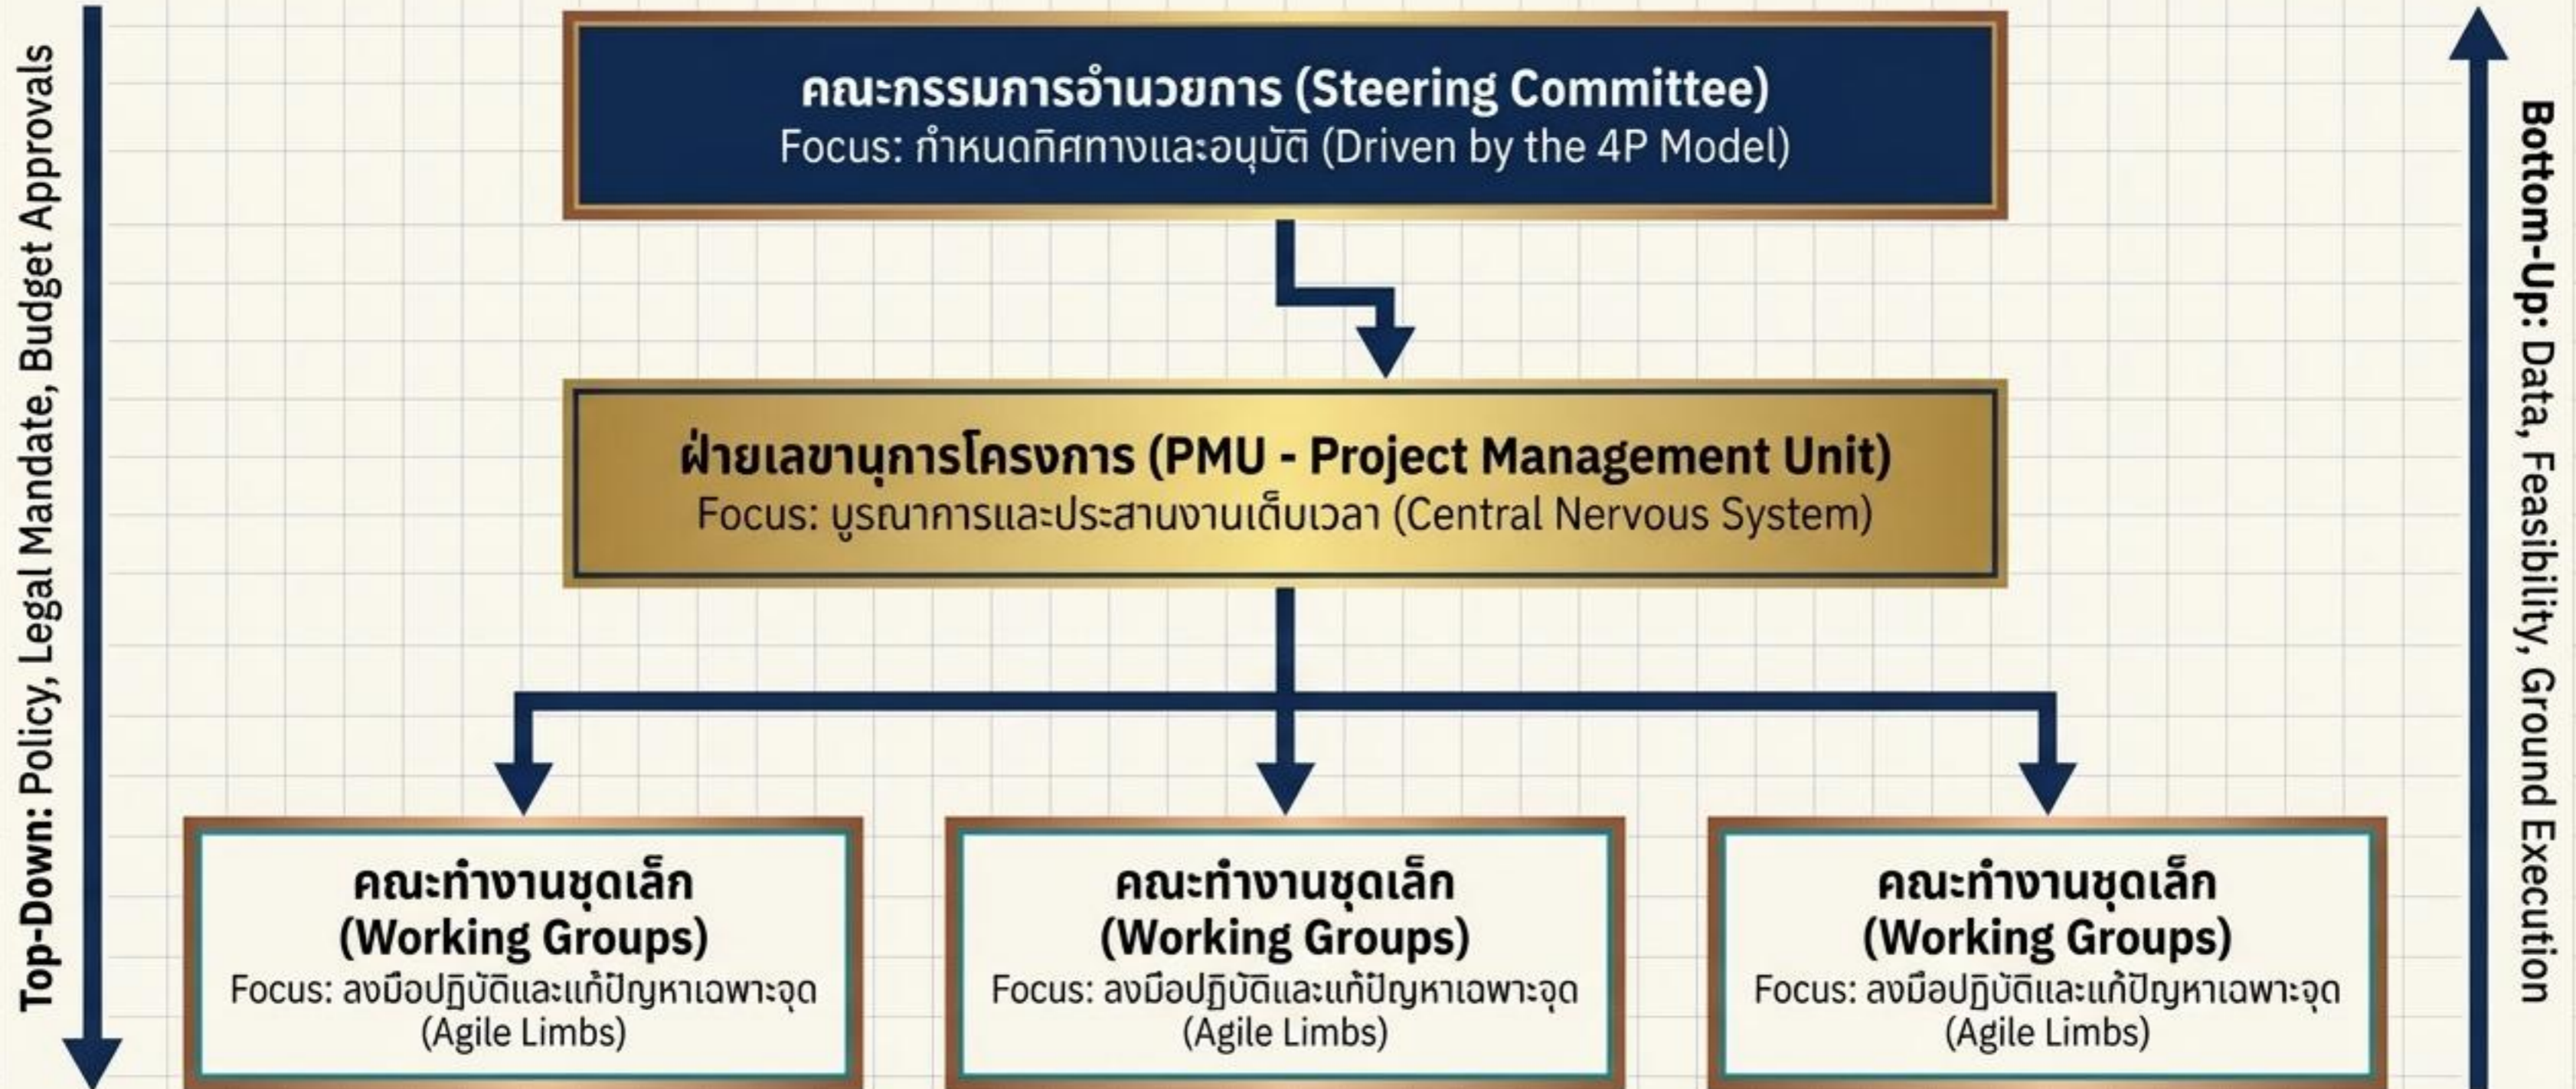 Top-Down: Policy, Legal Mandate, Budget Approvals
คณะกรรมการอำนวยการ (Steering Committee)
Focus: กำหนดทิศทางและอนุมัติ (Driven by the 4P Model)
ฝ่ายเลขานุการโครงการ (PMU - Project Management Unit)
Focus: บูรณาการและประสานงานเต็มเวลา (Central Nervous System)
คณะทำงานชุดเล็ก
(Working Groups)
Focus: ลงมือปฏิบัติและแก้ปัญหาเฉพาะจุด
(Agile Limbs)
คณะทำงานชุดเล็ก
(Working Groups)
Focus: ลงมือปฏิบัติและแก้ปัญหาเฉพาะจุด
(Agile Limbs)
คณะทำงานชุดเล็ก
(Working Groups)
Focus: ลงมือปฏิบัติและแก้ปัญหาเฉพาะจุด
(Agile Limbs)
Bottom-Up: Data, Feasibility, Ground Execution